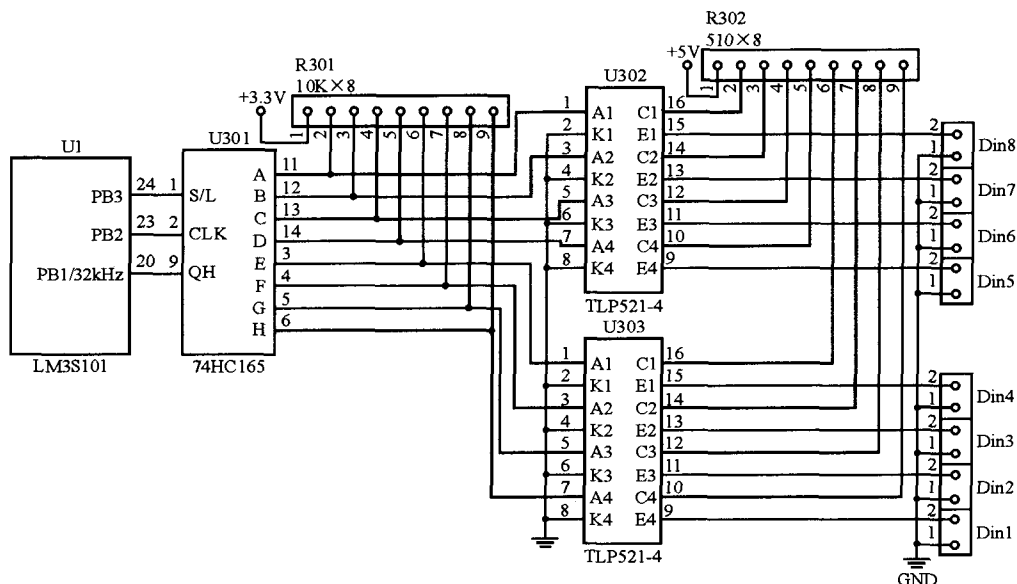 R302
510×8
+5V
1 2 3 4 5 6 7 8 9
R301
10K×8
+3.3V
1 2 3 4 5 6 7 8 9
U1
PB3 24
PB2 23
PB1/32kHz 20
LM3S101
U301
1 S/L
2 CLK
9 QH
A 11
B 12
C 13
D 14
E 3
F 4
G 5
H 6
74HC165
U302
1 A1 C1 16
2 K1 E1 15
3 A2 C2 14
4 K2 E2 13
5 A3 C3 12
6 K3 E3 11
7 A4 C4 10
8 K4 E4 9
TLP521-4
U303
1 A1 C1 16
2 K1 E1 15
3 A2 C2 14
4 K2 E2 13
5 A3 C3 12
6 K3 E3 11
7 A4 C4 10
8 K4 E4 9
TLP521-4
2
1
Din8
2
1
Din7
2
1
Din6
2
1
Din5
2
1
Din4
2
1
Din3
2
1
Din2
2
1
Din1
GND